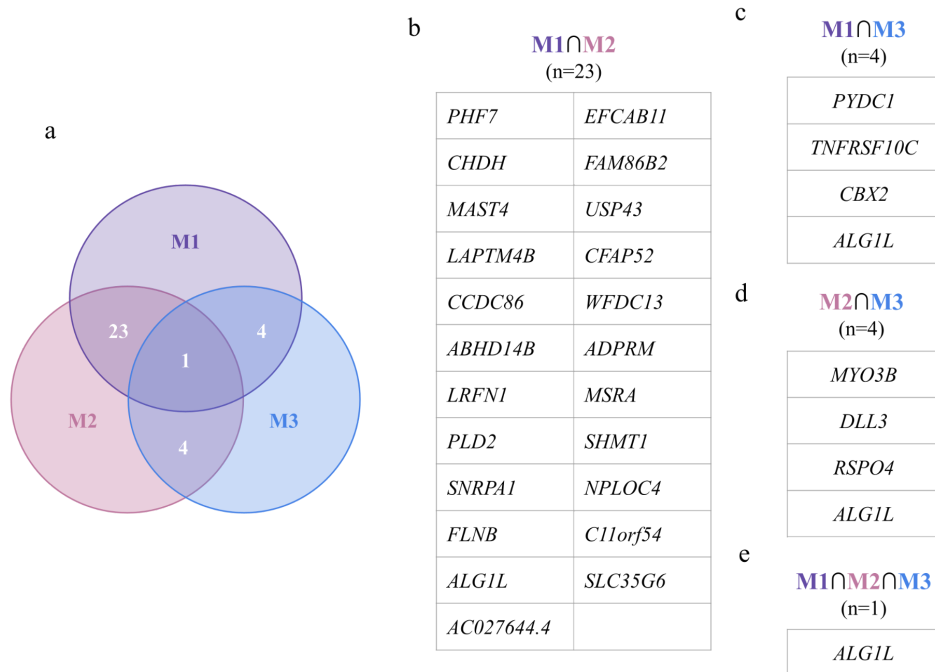 a
M1
23
4
1
M2
M3
4
b
M1∩M2
(n=23)
PHF7 EFCAB11
CHDH FAM86B2
MAST4 USP43
LAPTM4B CFAP52
CCDC86 WFDC13
ABHD14B ADPRM
LRFN1 MSRA
PLD2 SHMT1
SNRPA1 NPLOC4
FLNB C11orf54
ALG1L SLC35G6
AC027644.4
c
M1∩M3
(n=4)
PYDC1
TNFRSF10C
CBX2
ALG1L
d
M2∩M3
(n=4)
MYO3B
DLL3
RSPO4
ALG1L
e
M1∩M2∩M3
(n=1)
ALG1L